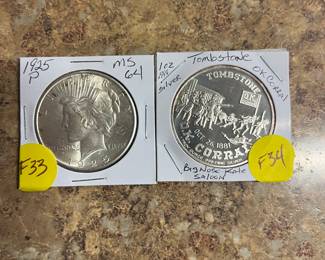 1925
P
MS
64
F33
1oz
.999
Silver
Tombstone
OK Corral
TOMBSTONE
OCT 26, 1881
O.K. CORRAL
Big Nose Kate
Saloon
F34